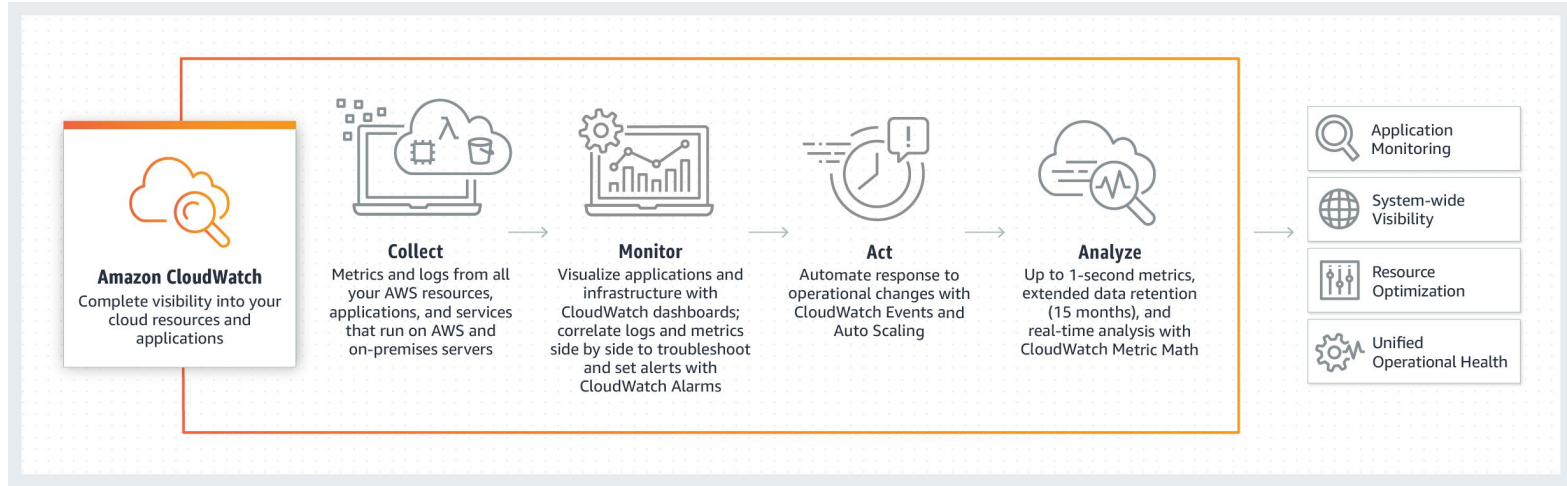 Amazon CloudWatch
Complete visibility into your
cloud resources and
applications
Collect
Metrics and logs from all
your AWS resources,
applications, and services
that run on AWS and
on-premises servers
Monitor
Visualize applications and
infrastructure with
CloudWatch dashboards;
correlate logs and metrics
side by side to troubleshoot
and set alerts with
CloudWatch Alarms
Act
Automate response to
operational changes with
CloudWatch Events and
Auto Scaling
Analyze
Up to 1-second metrics,
extended data retention
(15 months), and
real-time analysis with
CloudWatch Metric Math
Application
Monitoring
System-wide
Visibility
Resource
Optimization
Unified
Operational Health